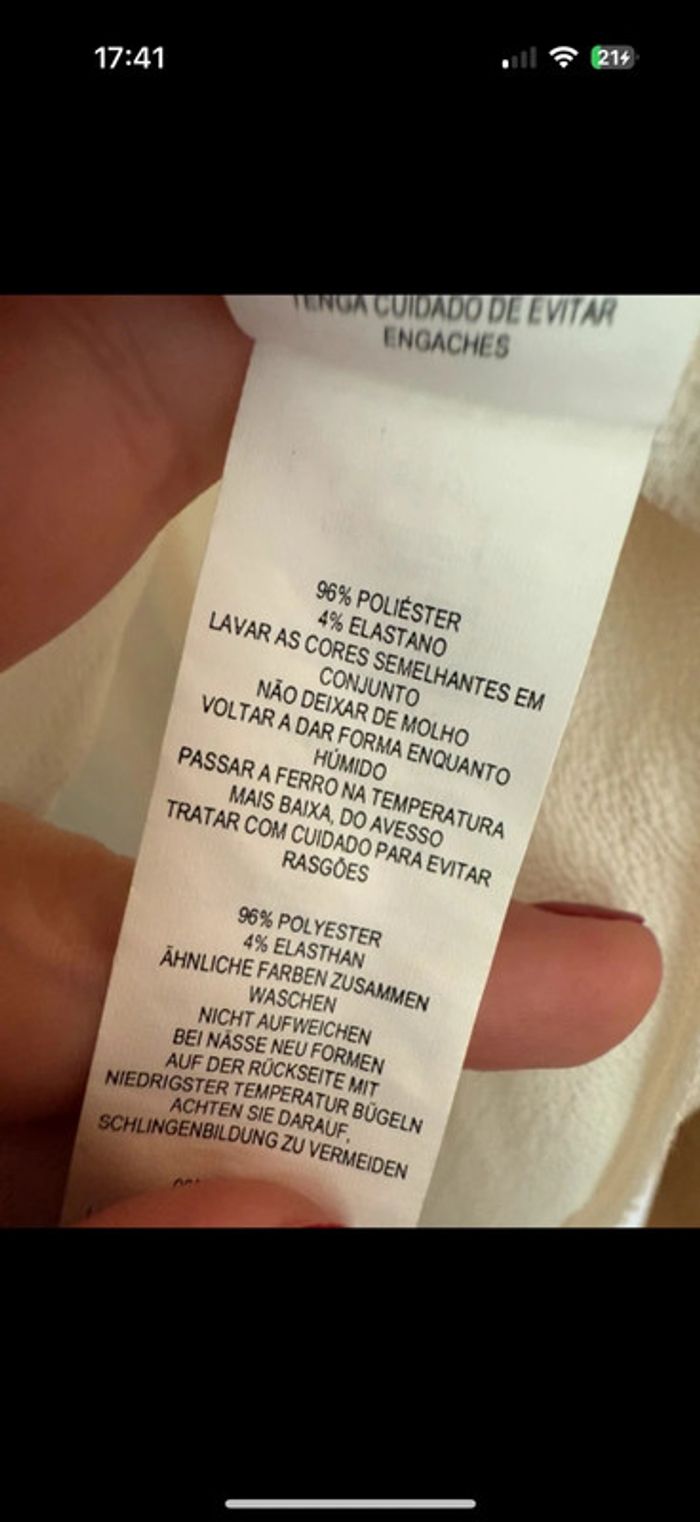 17:41
21
TENGA CUIDADO DE EVITAR
ENGACHES
96% POLIÉSTER
4% ELASTANO
LAVAR AS CORES SEMELHANTES EM
CONJUNTO
NÃO DEIXAR DE MOLHO
VOLTAR A DAR FORMA ENQUANTO
HÚMIDO
PASSAR A FERRO NA TEMPERATURA
MAIS BAIXA, DO AVESSO
TRATAR COM CUIDADO PARA EVITAR
RASGÕES
96% POLYESTER
4% ELASTHAN
ÄHNLICHE FARBEN ZUSAMMEN
WASCHEN
NICHT AUFWEICHEN
BEI NÄSSE NEU FORMEN
AUF DER RÜCKSEITE MIT
NIEDRIGSTER TEMPERATUR BÜGELN
ACHTEN SIE DARAUF,
SCHLINGENBILDUNG ZU VERMEIDEN